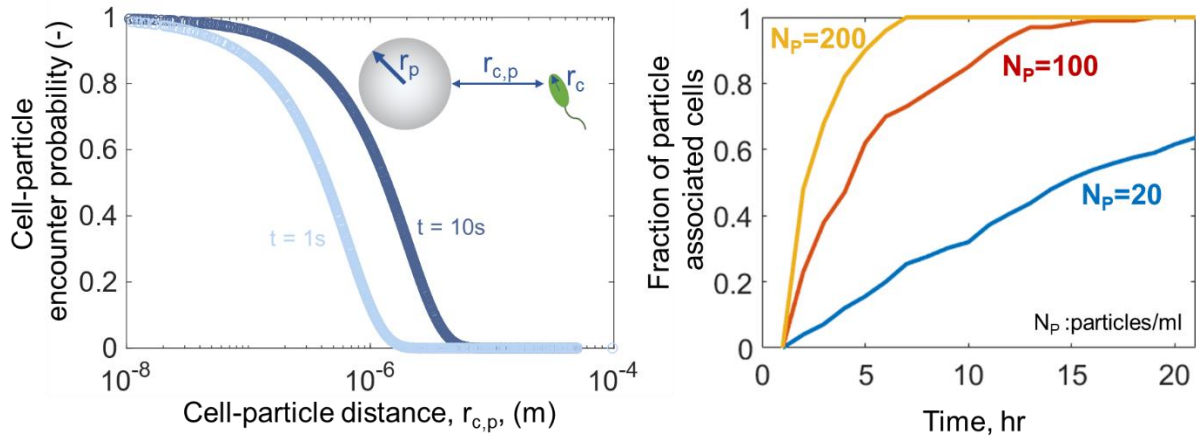 Cell-particle
encounter probability (-)
1
0.8
0.6
0.4
0.2
0
r_p
r_{c,p}
r_c
t = 1s
t = 10s
10^{-8}
10^{-6}
10^{-4}
Cell-particle distance, r_{c,p}, (m)
Fraction of particle
associated cells
1
0.8
0.6
0.4
0.2
0
N_P=200
N_P=100
N_P=20
N_P :particles/ml
0
5
10
15
20
Time, hr